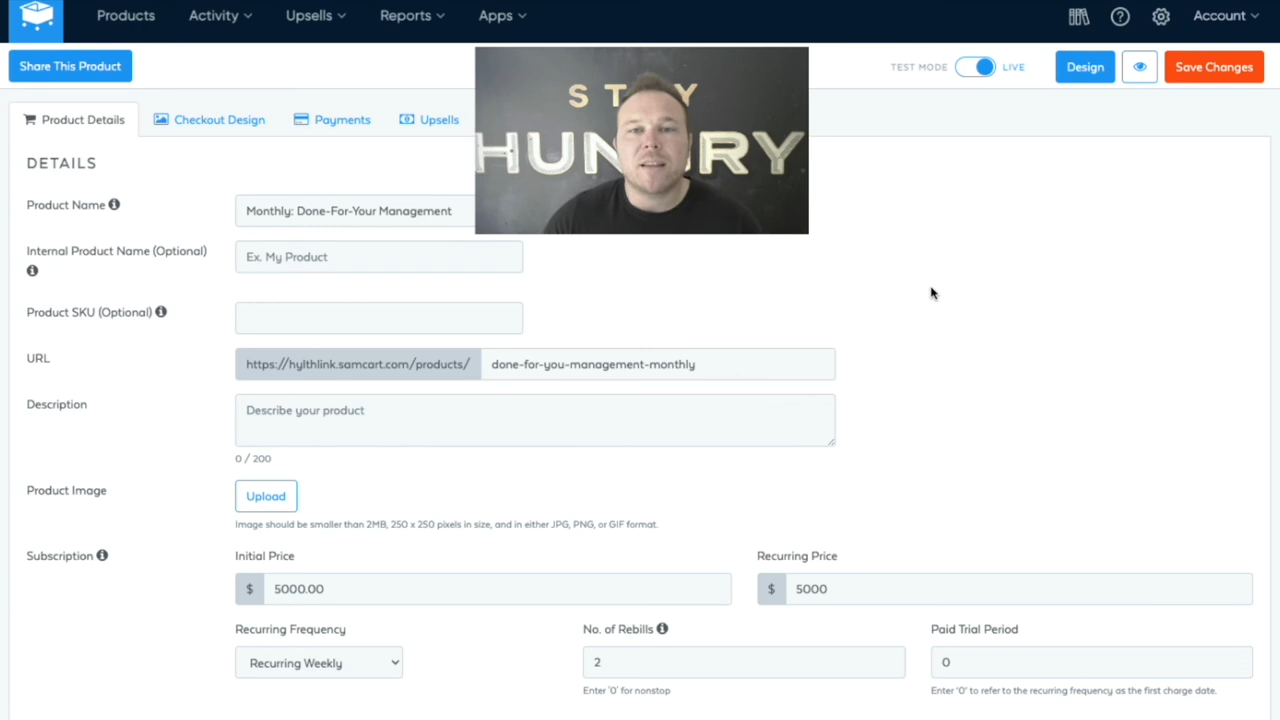 Products Activity Upsells Reports Apps Account
Share This Product TEST MODE LIVE Design Save Changes
STAY
HUNGRY
Product Details Checkout Design Payments Upsells
DETAILS
Product Name Monthly: Done-For-Your Management
Internal Product Name (Optional) Ex. My Product
Product SKU (Optional)
URL https://hylthlink.samcart.com/products/ done-for-you-management-monthly
Description Describe your product
0 / 200
Product Image Upload
Image should be smaller than 2MB, 250 x 250 pixels in size, and in either JPG, PNG, or GIF format.
Subscription Initial Price Recurring Price
$ 5000.00 $ 5000
Recurring Frequency No. of Rebills Paid Trial Period
Recurring Weekly 2 0
Enter '0' for nonstop Enter '0' to refer to the recurring frequency as the first charge date.